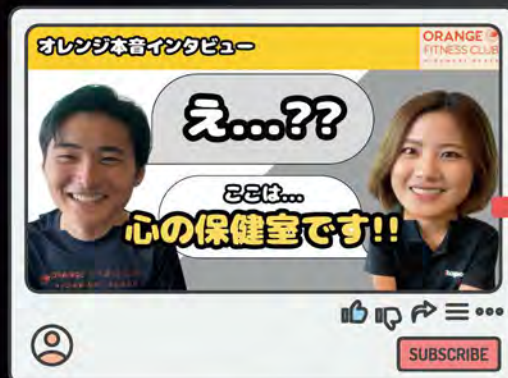 オレンジ本音インタビュー
ORANGE
FITNESS CLUB
え...??
ここは...
心の保健室です!!
SUBSCRIBE